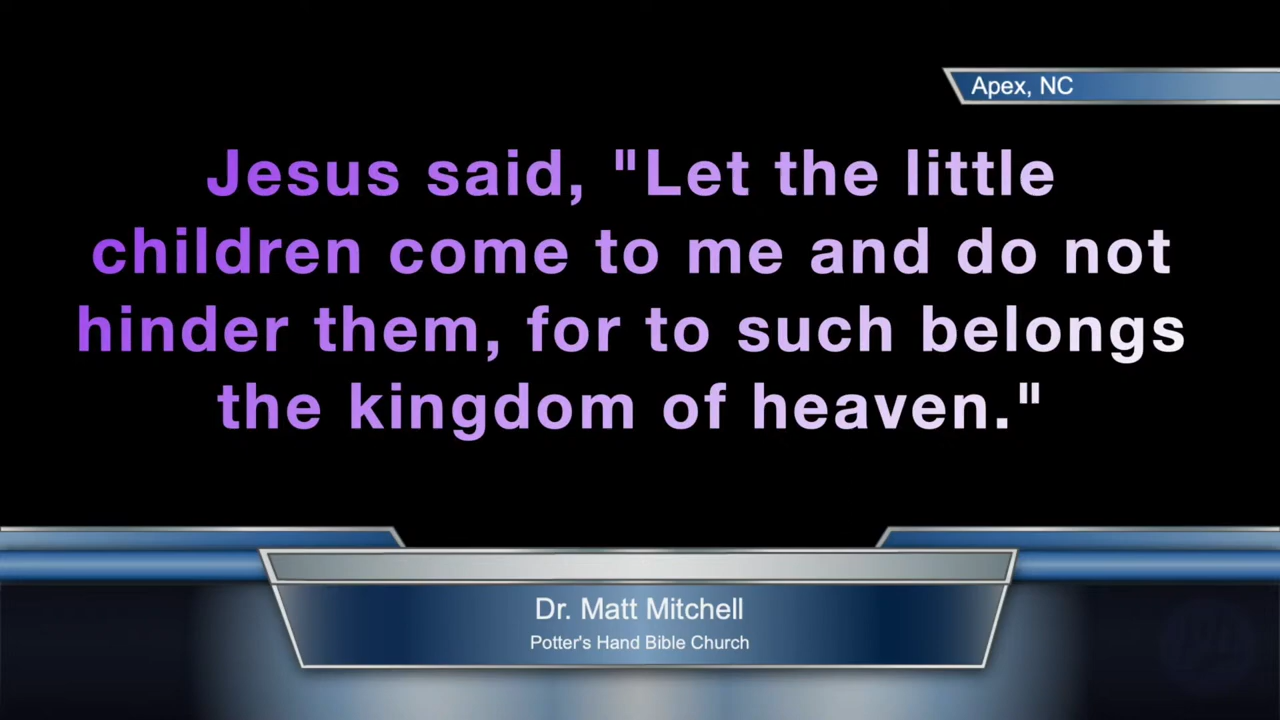 Apex, NC
Jesus said, "Let the little
children come to me and do not
hinder them, for to such belongs
the kingdom of heaven."
Dr. Matt Mitchell
Potter's Hand Bible Church